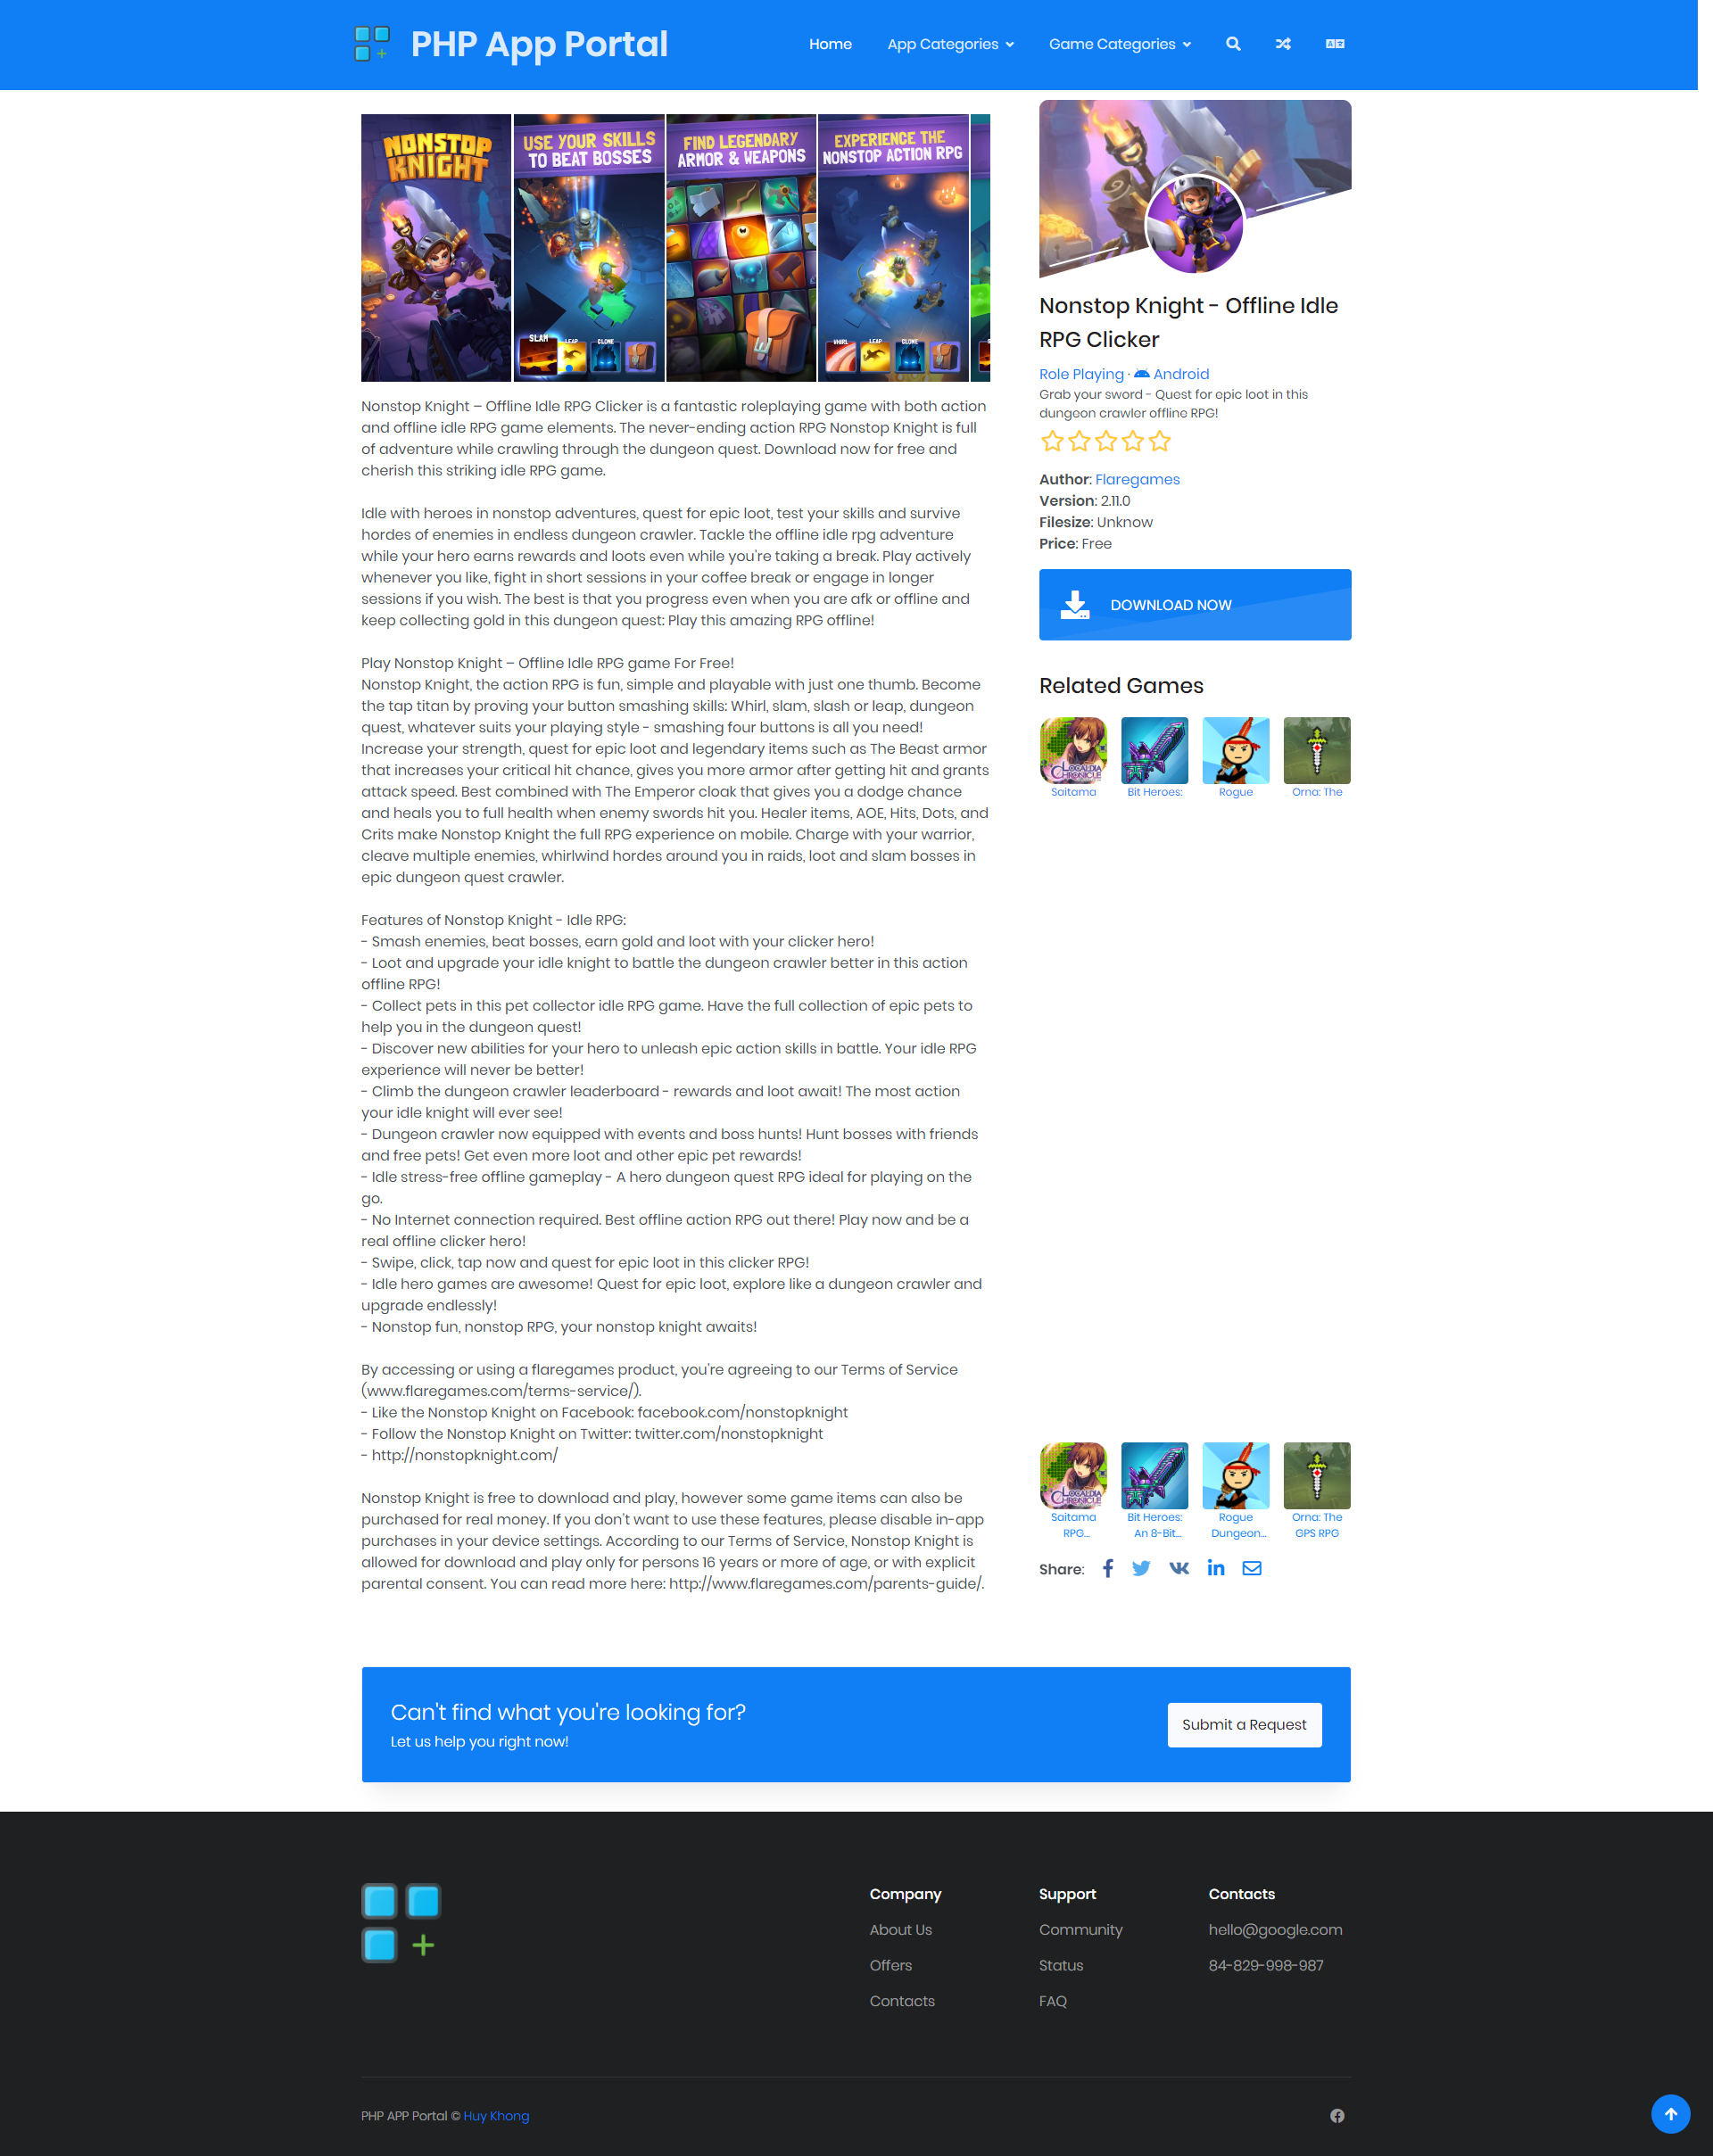 PHP App Portal
Home
App Categories
Game Categories
NONSTOP
KNIGHT
USE YOUR SKILLS
TO BEAT BOSSES
SLAM
LEAP
CLONE
FIND LEGENDARY
ARMOR & WEAPONS
EXPERIENCE THE
NONSTOP ACTION RPG
WHIRL
LEAP
CLONE
Nonstop Knight – Offline Idle RPG Clicker is a fantastic roleplaying game with both action
and offline idle RPG game elements. The never-ending action RPG Nonstop Knight is full
of adventure while crawling through the dungeon quest. Download now for free and
cherish this striking idle RPG game.
Idle with heroes in nonstop adventures, quest for epic loot, test your skills and survive
hordes of enemies in endless dungeon crawler. Tackle the offline idle rpg adventure
while your hero earns rewards and loots even while you're taking a break. Play actively
whenever you like, fight in short sessions in your coffee break or engage in longer
sessions if you wish. The best is that you progress even when you are afk or offline and
keep collecting gold in this dungeon quest: Play this amazing RPG offline!
Play Nonstop Knight – Offline Idle RPG game For Free!
Nonstop Knight, the action RPG is fun, simple and playable with just one thumb. Become
the tap titan by proving your button smashing skills: Whirl, slam, slash or leap, dungeon
quest, whatever suits your playing style - smashing four buttons is all you need!
Increase your strength, quest for epic loot and legendary items such as The Beast armor
that increases your critical hit chance, gives you more armor after getting hit and grants
attack speed. Best combined with The Emperor cloak that gives you a dodge chance
and heals you to full health when enemy swords hit you. Healer items, AOE, Hits, Dots, and
Crits make Nonstop Knight the full RPG experience on mobile. Charge with your warrior,
cleave multiple enemies, whirlwind hordes around you in raids, loot and slam bosses in
epic dungeon quest crawler.
Features of Nonstop Knight - Idle RPG:
- Smash enemies, beat bosses, earn gold and loot with your clicker hero!
- Loot and upgrade your idle knight to battle the dungeon crawler better in this action
offline RPG!
- Collect pets in this pet collector idle RPG game. Have the full collection of epic pets to
help you in the dungeon quest!
- Discover new abilities for your hero to unleash epic action skills in battle. Your idle RPG
experience will never be better!
- Climb the dungeon crawler leaderboard - rewards and loot await! The most action
your idle knight will ever see!
- Dungeon crawler now equipped with events and boss hunts! Hunt bosses with friends
and free pets! Get even more loot and other epic pet rewards!
- Idle stress-free offline gameplay - A hero dungeon quest RPG ideal for playing on the
go.
- No Internet connection required. Best offline action RPG out there! Play now and be a
real offline clicker hero!
- Swipe, click, tap now and quest for epic loot in this clicker RPG!
- Idle hero games are awesome! Quest for epic loot, explore like a dungeon crawler and
upgrade endlessly!
- Nonstop fun, nonstop RPG, your nonstop knight awaits!
By accessing or using a flaregames product, you're agreeing to our Terms of Service
(www.flaregames.com/terms-service/).
- Like the Nonstop Knight on Facebook: facebook.com/nonstopknight
- Follow the Nonstop Knight on Twitter: twitter.com/nonstopknight
- http://nonstopknight.com/
Nonstop Knight is free to download and play, however some game items can also be
purchased for real money. If you don't want to use these features, please disable in-app
purchases in your device settings. According to our Terms of Service, Nonstop Knight is
allowed for download and play only for persons 16 years or more of age, or with explicit
parental consent. You can read more here: http://www.flaregames.com/parents-guide/.
Nonstop Knight - Offline Idle
RPG Clicker
Role Playing · Android
Grab your sword - Quest for epic loot in this
dungeon crawler offline RPG!
Author: Flaregames
Version: 2.11.0
Filesize: Unknow
Price: Free
DOWNLOAD NOW
Related Games
LOCALDIA
CHRONICLE
Saitama
Bit Heroes:
Rogue
Orna: The
LOCALDIA
CHRONICLE
Saitama
RPG...
Bit Heroes:
An 8-Bit...
Rogue
Dungeon...
Orna: The
GPS RPG
Share:
Can't find what you're looking for?
Let us help you right now!
Submit a Request
Company
About Us
Offers
Contacts
Support
Community
Status
FAQ
Contacts
hello@google.com
84-829-998-987
PHP APP Portal © Huy Khong